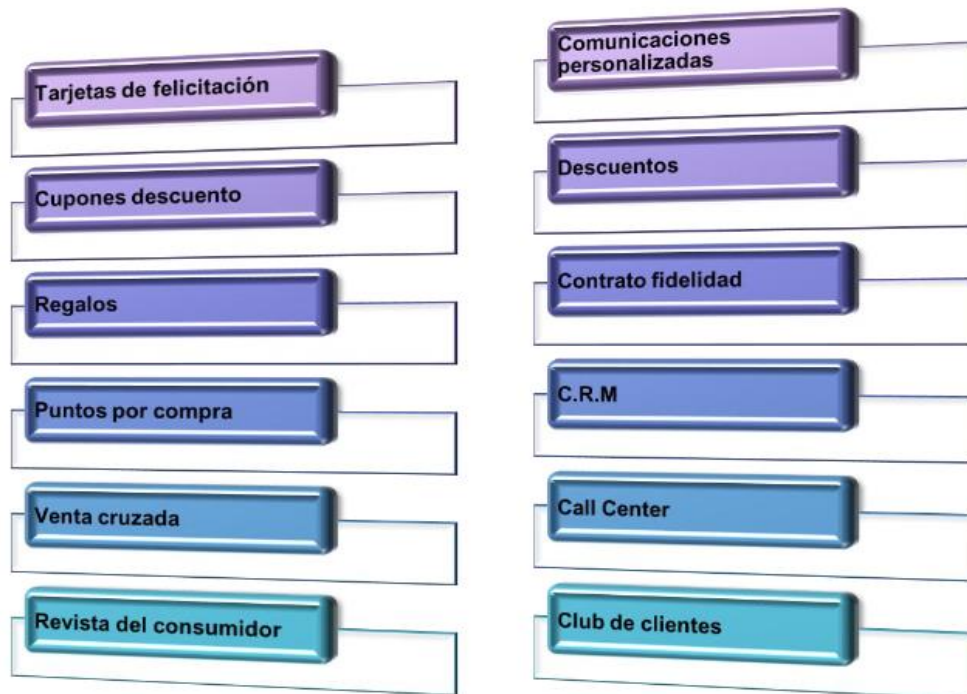 Tarjetas de felicitación
Cupones descuento
Regalos
Puntos por compra
Venta cruzada
Revista del consumidor
Comunicaciones
personalizadas
Descuentos
Contrato fidelidad
C.R.M
Call Center
Club de clientes